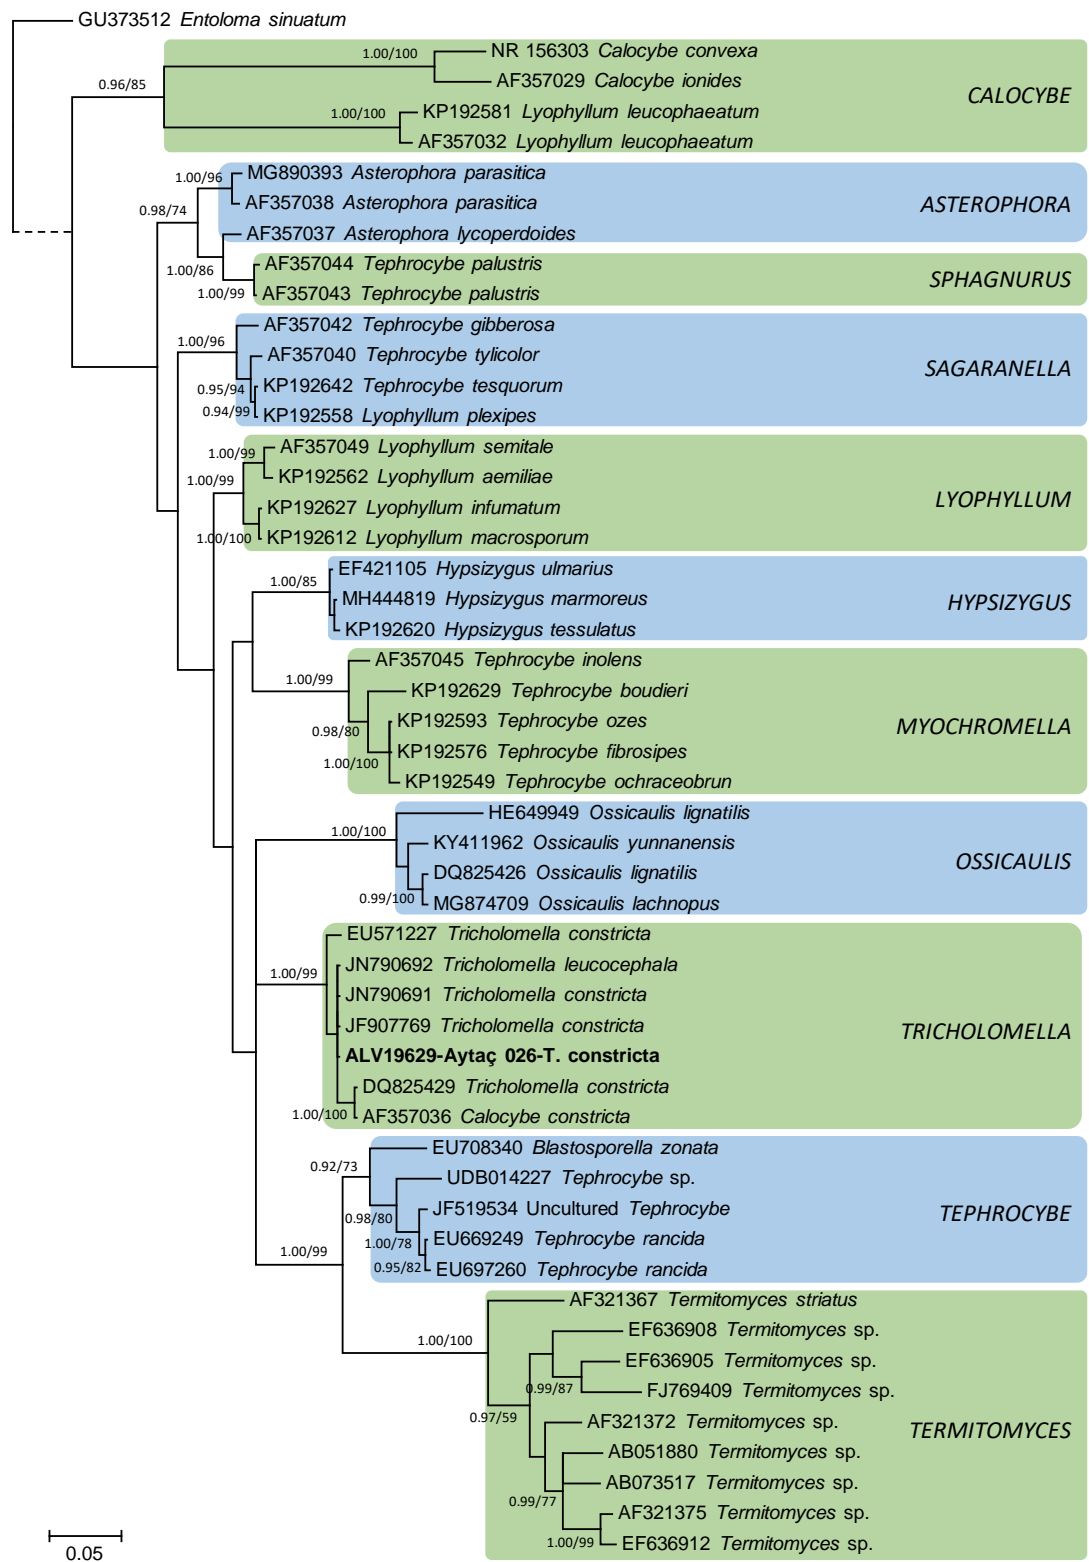 GU373512 Entoloma sinuatum
NR 156303 Calocybe convexa
1.00/100
AF357029 Calocybe ionides
0.96/85
CALOCYBE
KP192581 Lyophyllum leucophaeatum
1.00/100
AF357032 Lyophyllum leucophaeatum
MG890393 Asterophora parasitica
1.00/96
AF357038 Asterophora parasitica
ASTEROPHORA
0.98/74
AF357037 Asterophora lycoperdoides
AF357044 Tephrocybe palustris
1.00/86
SPHAGNURUS
AF357043 Tephrocybe palustris
1.00/99
AF357042 Tephrocybe gibberosa
1.00/96
AF357040 Tephrocybe tylicolor
SAGARANELLA
KP192642 Tephrocybe tesquorum
0.95/94
0.94/99
KP192558 Lyophyllum plexipes
AF357049 Lyophyllum semitale
1.00/99
KP192562 Lyophyllum aemiliae
1.00/99
LYOPHYLLUM
KP192627 Lyophyllum infumatum
1.00/100
KP192612 Lyophyllum macrosporum
EF421105 Hypsizygus ulmarius
1.00/85
MH444819 Hypsizygus marmoreus
HYPSIZYGUS
KP192620 Hypsizygus tessulatus
AF357045 Tephrocybe inolens
1.00/99
KP192629 Tephrocybe boudieri
KP192593 Tephrocybe ozes
0.98/80
MYOCHROMELLA
KP192576 Tephrocybe fibrosipes
1.00/100
KP192549 Tephrocybe ochraceobrun
HE649949 Ossicaulis lignatilis
1.00/100
KY411962 Ossicaulis yunnanensis
OSSICAULIS
DQ825426 Ossicaulis lignatilis
0.99/100
MG874709 Ossicaulis lachnopus
EU571227 Tricholomella constricta
JN790692 Tricholomella leucocephala
1.00/99
JN790691 Tricholomella constricta
JF907769 Tricholomella constricta
TRICHOLOMELLA
ALV19629-Aytaç 026-T. constricta
DQ825429 Tricholomella constricta
1.00/100
AF357036 Calocybe constricta
EU708340 Blastosporella zonata
0.92/73
UDB014227 Tephrocybe sp.
JF519534 Uncultured Tephrocybe
TEPHROCYBE
0.98/80
EU669249 Tephrocybe rancida
1.00/78
1.00/99
0.95/82
EU697260 Tephrocybe rancida
AF321367 Termitomyces striatus
EF636908 Termitomyces sp.
1.00/100
EF636905 Termitomyces sp.
0.99/87
FJ769409 Termitomyces sp.
0.97/59
AF321372 Termitomyces sp.
TERMITOMYCES
AB051880 Termitomyces sp.
AB073517 Termitomyces sp.
0.99/77
AF321375 Termitomyces sp.
1.00/99
EF636912 Termitomyces sp.
0.05